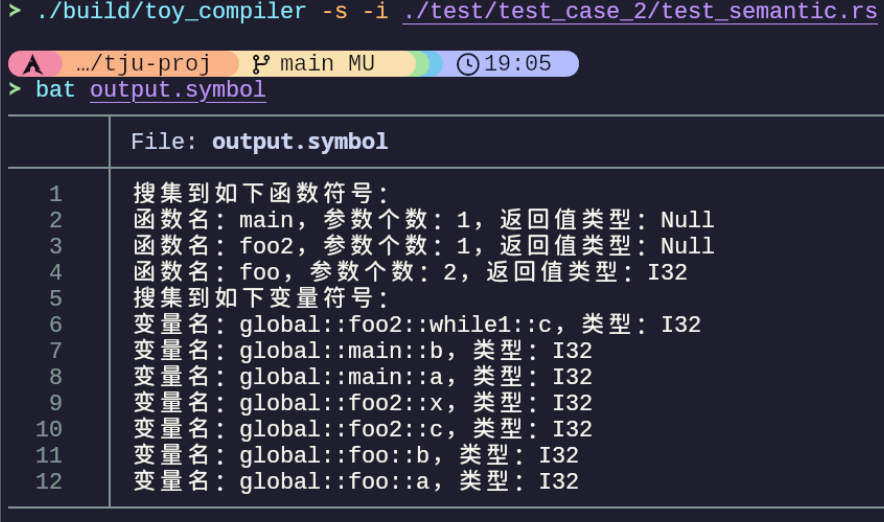 > ./build/toy_compiler -s -i ./test/test_case_2/test_semantic.rs
…/tju-proj main MU 19:05
> bat output.symbol
File: output.symbol
1 搜集到如下函数符号：
2 函数名：main，参数个数：1，返回值类型：Null
3 函数名：foo2，参数个数：1，返回值类型：Null
4 函数名：foo，参数个数：2，返回值类型：I32
5 搜集到如下变量符号：
6 变量名：global::foo2::while1::c，类型：I32
7 变量名：global::main::b，类型：I32
8 变量名：global::main::a，类型：I32
9 变量名：global::foo2::x，类型：I32
10 变量名：global::foo2::c，类型：I32
11 变量名：global::foo::b，类型：I32
12 变量名：global::foo::a，类型：I32